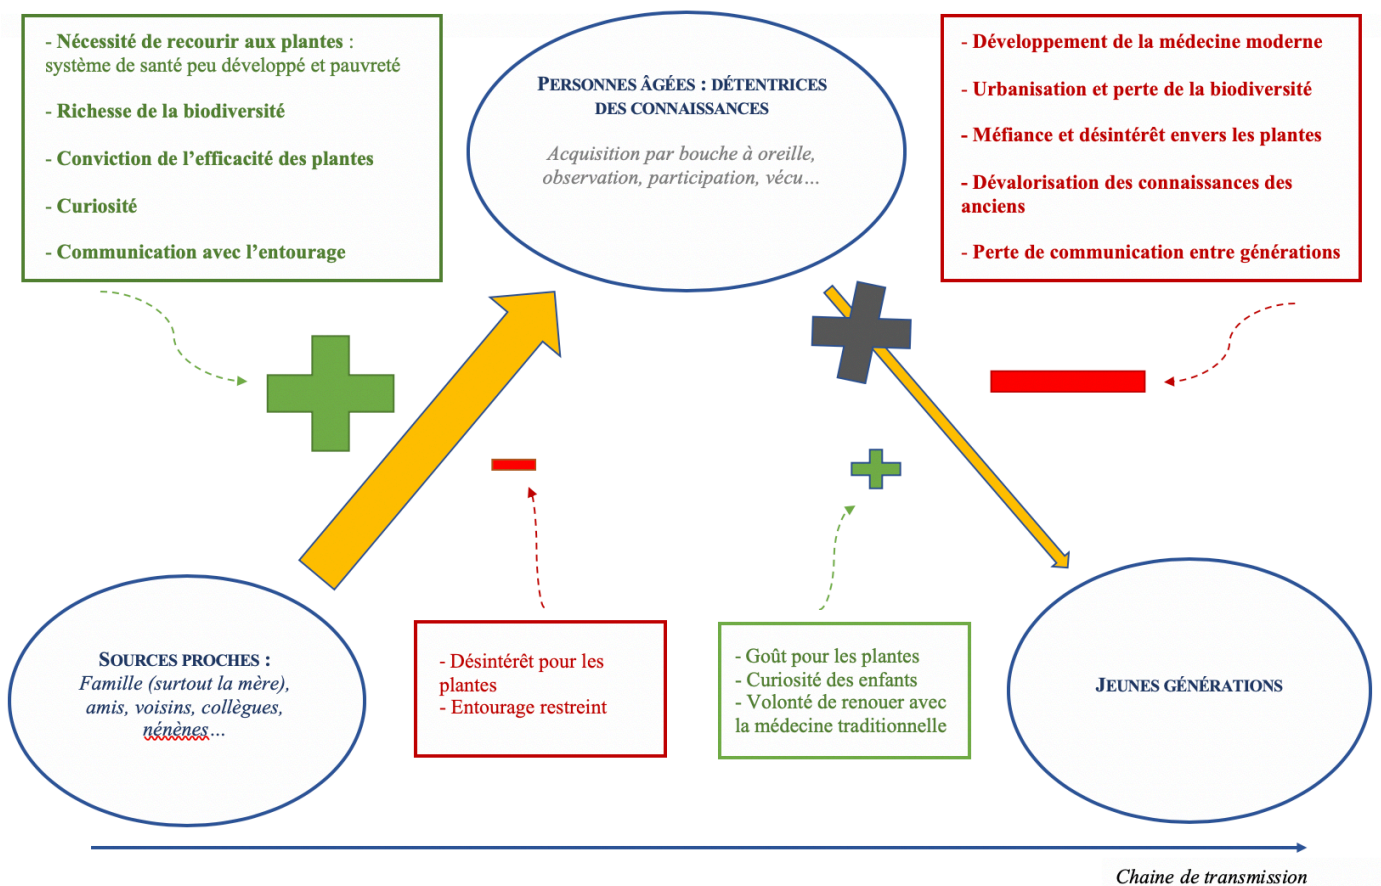 - Nécessité de recourir aux plantes :
système de santé peu développé et pauvreté
- Richesse de la biodiversité
- Conviction de l’efficacité des plantes
- Curiosité
- Communication avec l’entourage
PERSONNES ÂGÉES : DÉTENTRICES
DES CONNAISSANCES
Acquisition par bouche à oreille,
observation, participation, vécu…
- Développement de la médecine moderne
- Urbanisation et perte de la biodiversité
- Méfiance et désintérêt envers les plantes
- Dévalorisation des connaissances des
anciens
- Perte de communication entre générations
SOURCES PROCHES :
Famille (surtout la mère),
amis, voisins, collègues,
nénènes…
- Désintérêt pour les
plantes
- Entourage restreint
- Goût pour les plantes
- Curiosité des enfants
- Volonté de renouer avec
la médecine traditionnelle
JEUNES GÉNÉRATIONS
Chaine de transmission